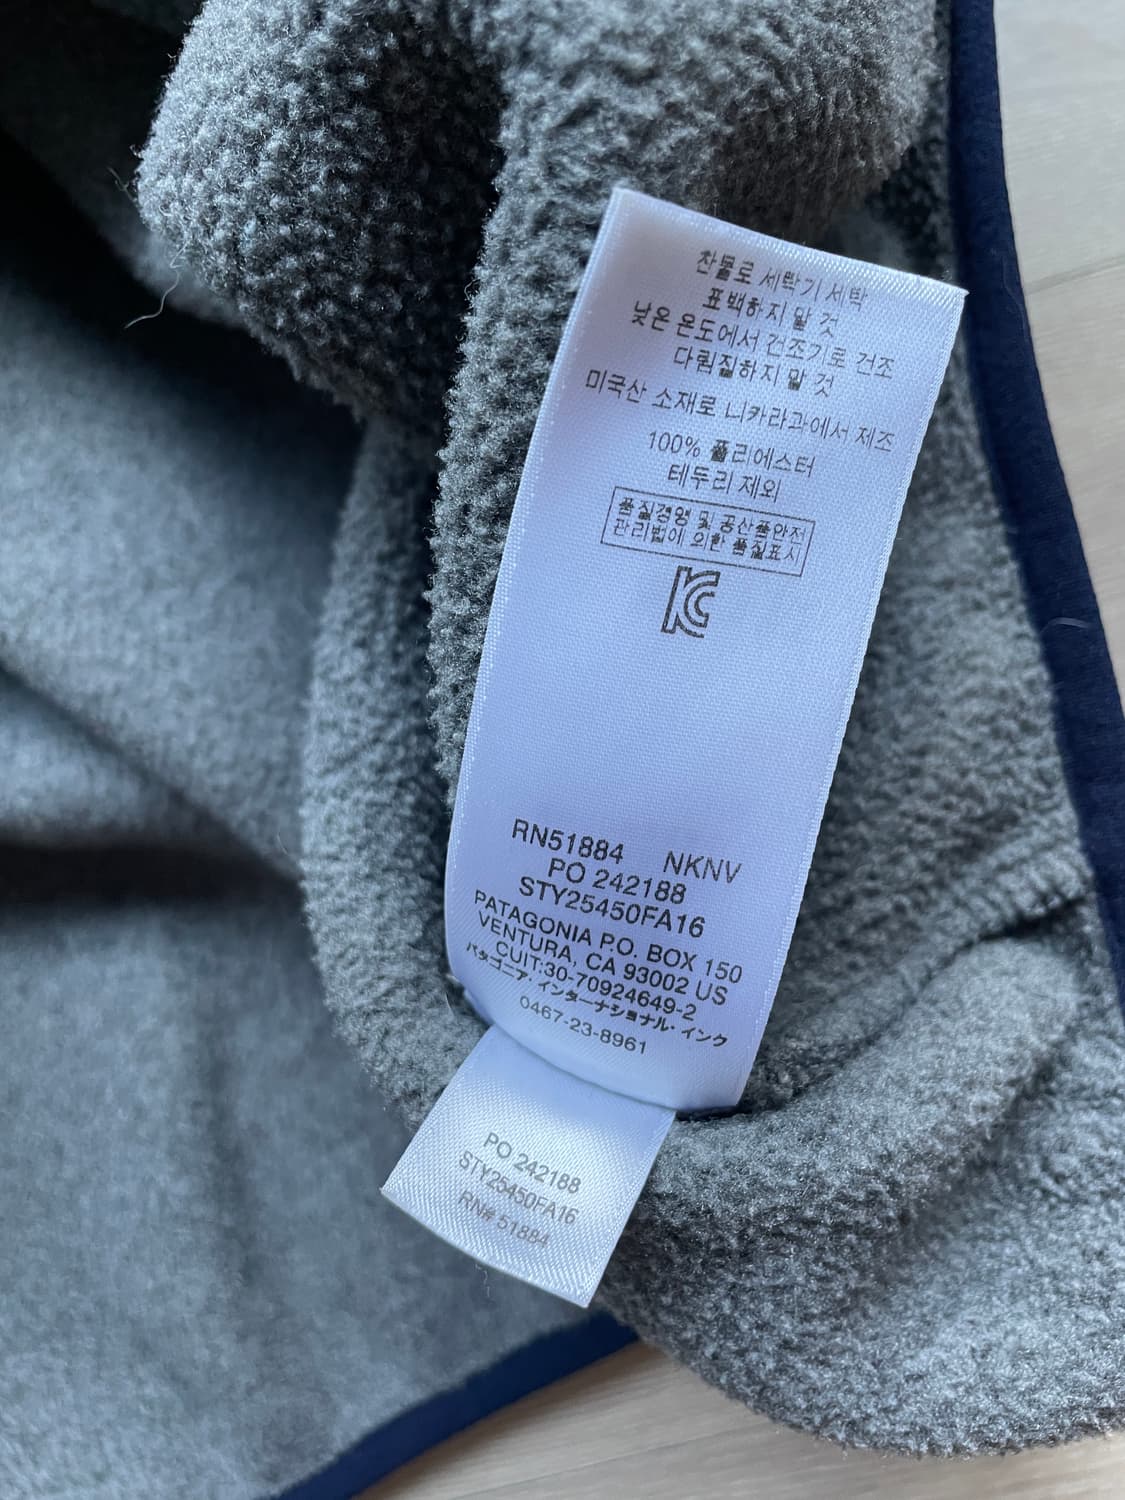 찬물로 세탁기 세탁
표백하지 말 것
낮은 온도에서 건조기로 건조
다림질하지 말 것
미국산 소재로 니카라과에서 제조
100% 폴리에스터
테두리 제외
품질경영 및 공산품안전
관리법에 의한 품질표시
KC
RN51884 NKNV
PO 242188
STY25450FA16
PATAGONIA P.O. BOX 150
VENTURA, CA 93002 US
CUIT:30-70924649-2
パタゴニア・インターナショナル・インク
0467-23-8961
PO 242188
STY25450FA16
RN# 51884